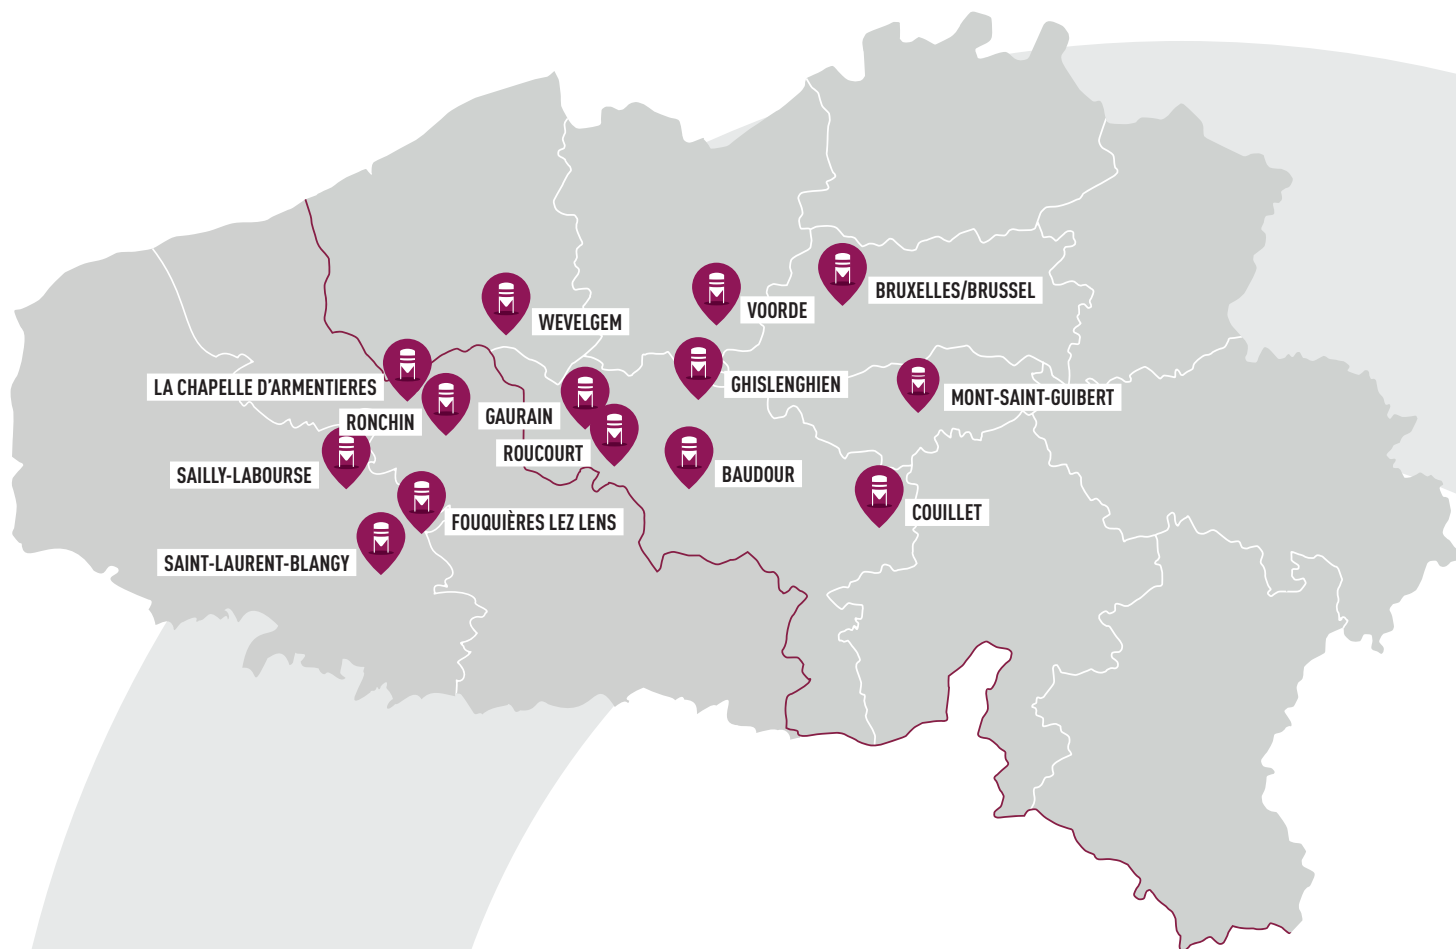 BRUXELLES/BRUSSEL
VOORDE
WEVELGEM
GHISLENGHIEN
LA CHAPELLE D'ARMENTIERES
MONT-SAINT-GUIBERT
GAURAIN
RONCHIN
ROUCOURT
SAILLY-LABOURSE
BAUDOUR
COUILLET
FOUQUIÈRES LEZ LENS
SAINT-LAURENT-BLANGY